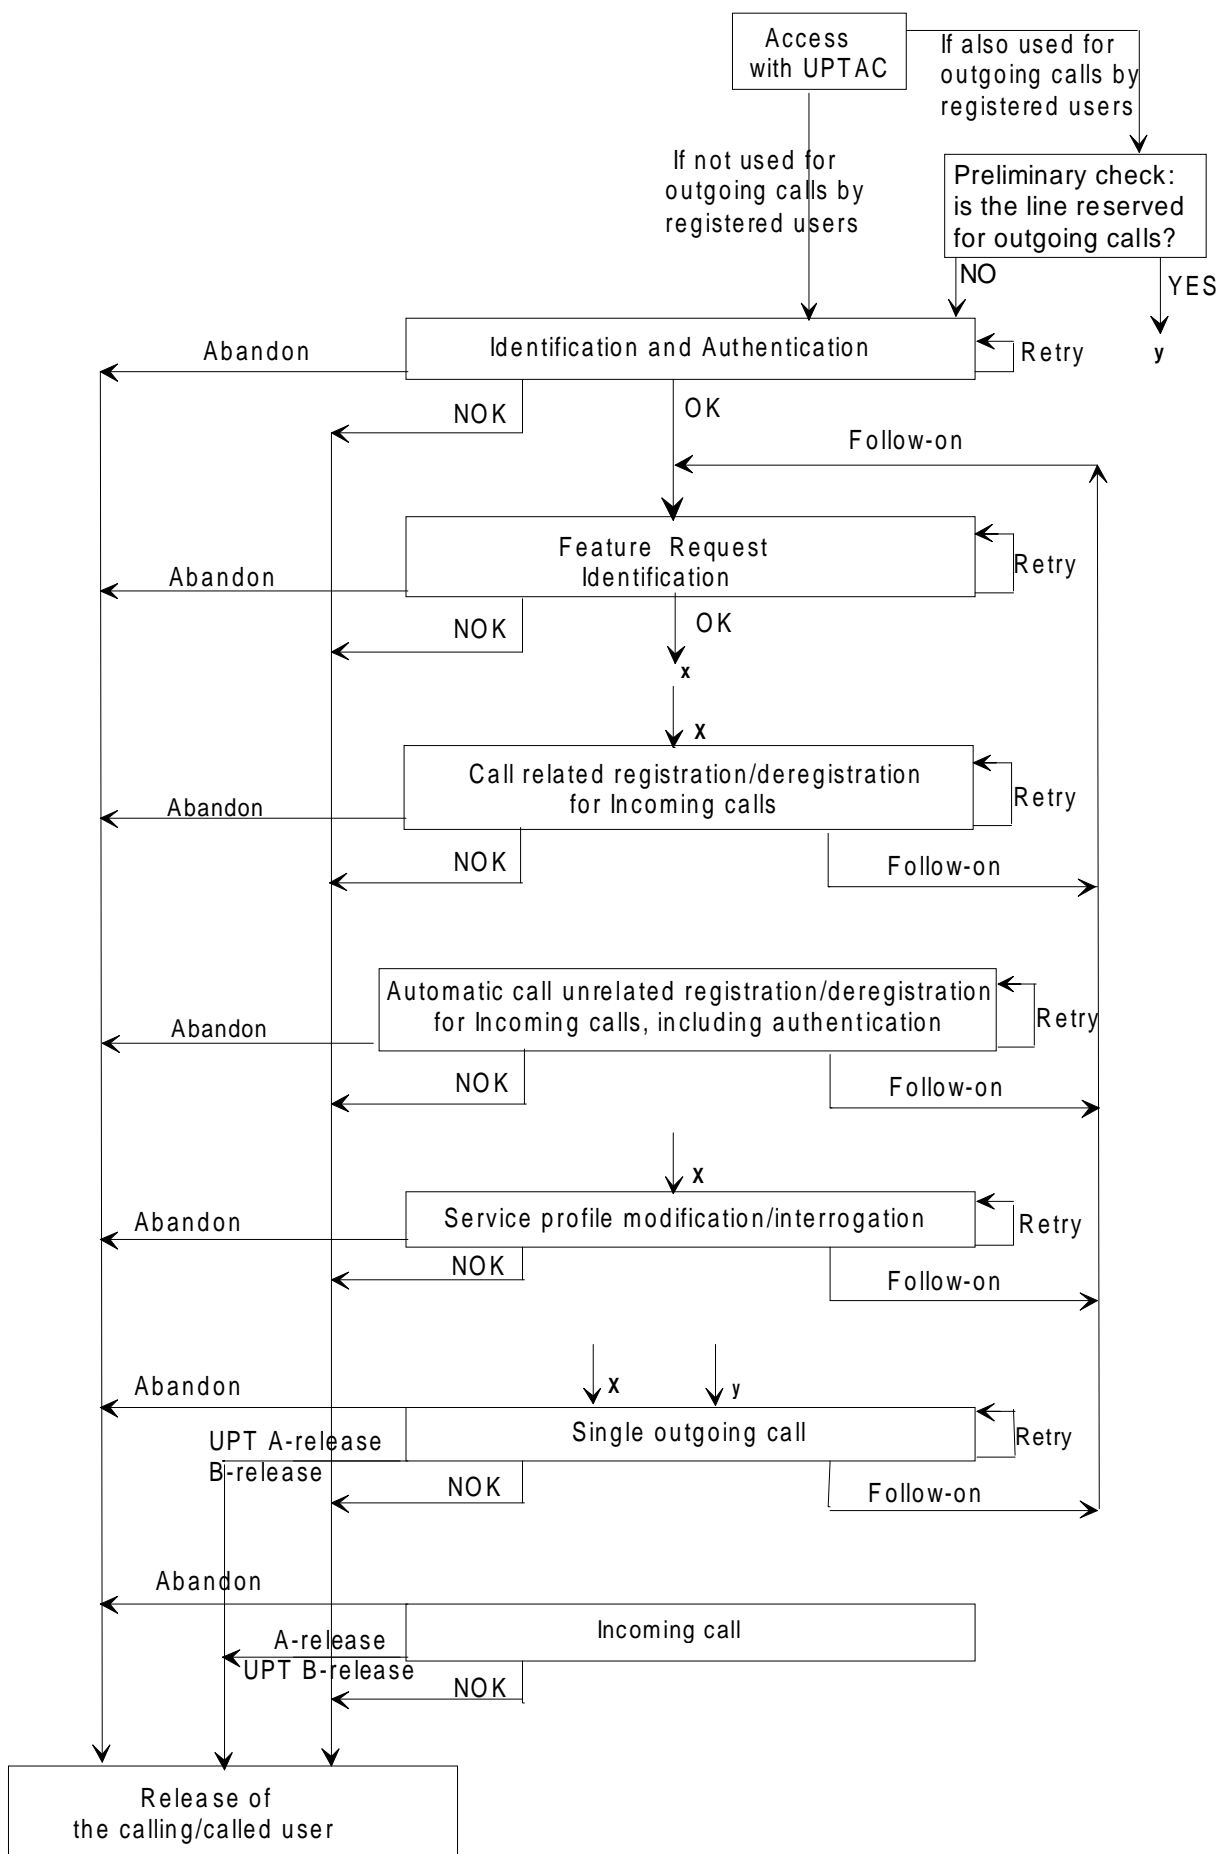 Access
with UPTAC
If also used for
outgoing calls by
registered users
If not used for
outgoing calls by
registered users
Preliminary check:
is the line reserved
for outgoing calls?
NO
YES
y
Identification and Authentication
Abandon
Retry
NOK
OK
Follow-on
Feature Request
Identification
Abandon
Retry
NOK
OK
x
x
Call related registration/deregistration
for Incoming calls
Abandon
Retry
NOK
Follow-on
Automatic call unrelated registration/deregistration
for Incoming calls, including authentication
Abandon
Retry
NOK
Follow-on
x
Service profile modification/interrogation
Abandon
Retry
NOK
Follow-on
x
y
Abandon
Single outgoing call
Retry
UPT A-release
B-release
NOK
Follow-on
Abandon
Incoming call
A-release
UPT B-release
NOK
Release of
the calling/called user